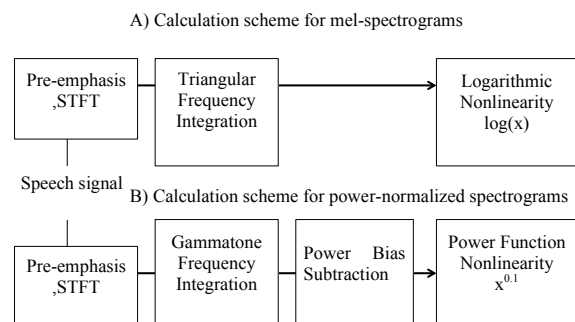 A) Calculation scheme for mel-spectrograms
Pre-emphasis
,STFT
Triangular
Frequency
Integration
Logarithmic
Nonlinearity
log(x)
Speech signal
B) Calculation scheme for power-normalized spectrograms
Pre-emphasis
,STFT
Gammatone
Frequency
Integration
Power Bias
Subtraction
Power Function
Nonlinearity
x^0.1